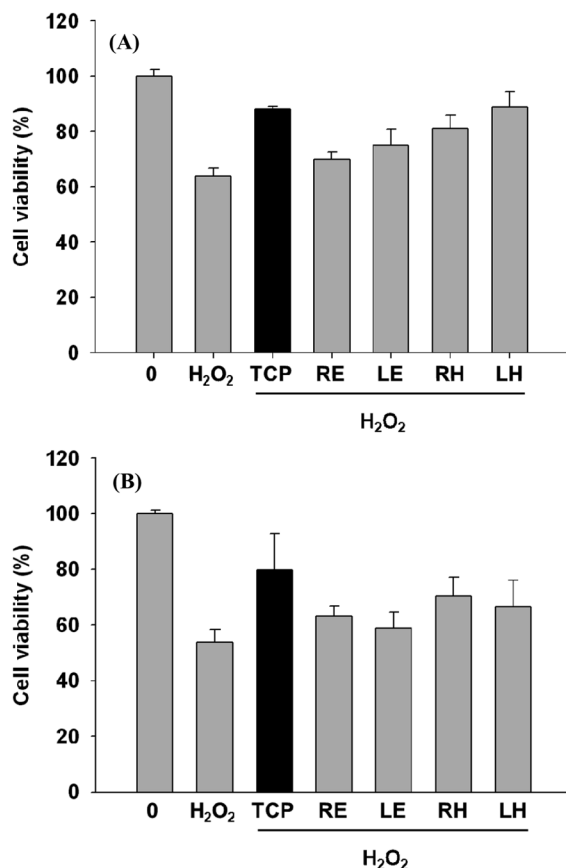 120
(A)
100
80
60
40
20
0
Cell viability (%)
0 H₂O₂ TCP RE LE RH LH
H₂O₂
120
(B)
100
80
60
40
20
0
Cell viability (%)
0 H₂O₂ TCP RE LE RH LH
H₂O₂